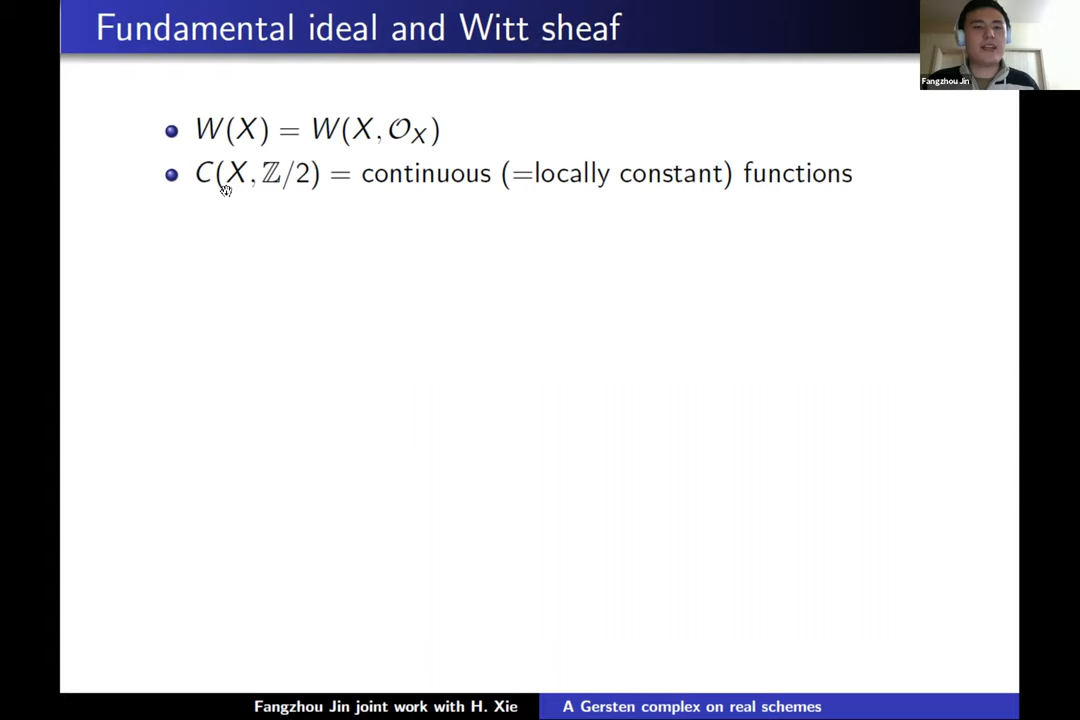 Fundamental ideal and Witt sheaf
Fangzhou Jin
W(X) = W(X, 𝒪_X)
C(X, ℤ/2) = continuous (=locally constant) functions
Fangzhou Jin joint work with H. Xie
A Gersten complex on real schemes